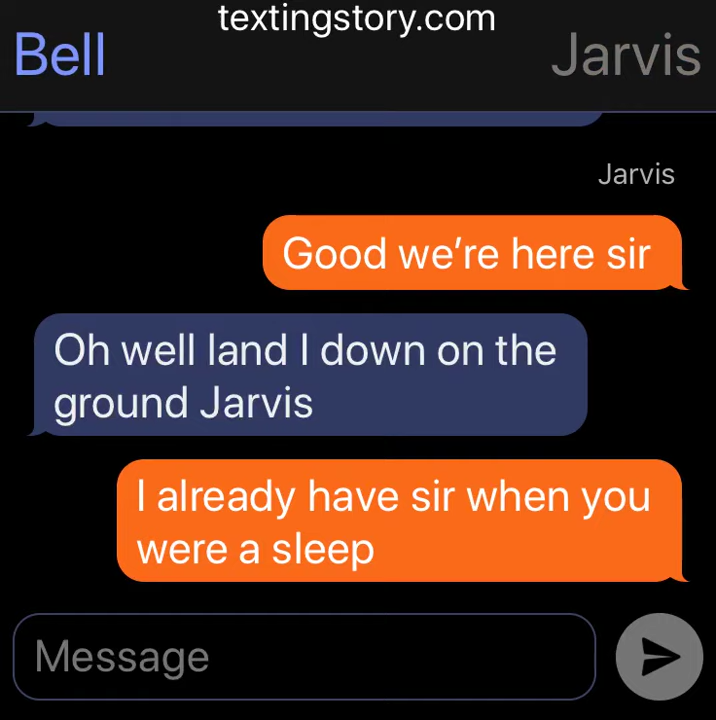 textingstory.com
Bell
Jarvis
Jarvis
Good we’re here sir
Oh well land I down on the
ground Jarvis
I already have sir when you
were a sleep
Message